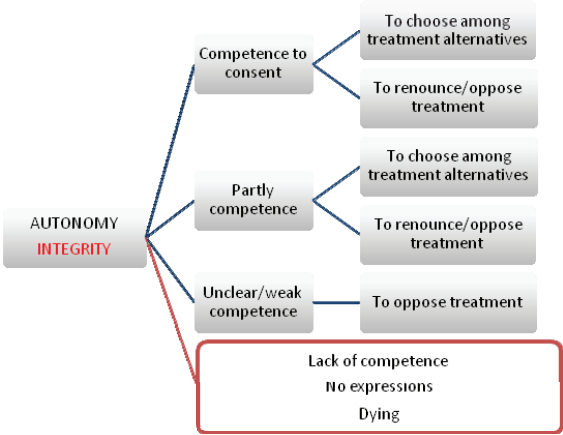 AUTONOMY
INTEGRITY
Competence to
consent
To choose among
treatment alternatives
To renounce/oppose
treatment
Partly
competence
To choose among
treatment alternatives
To renounce/oppose
treatment
Unclear/weak
competence
To oppose treatment
Lack of competence
No expressions
Dying